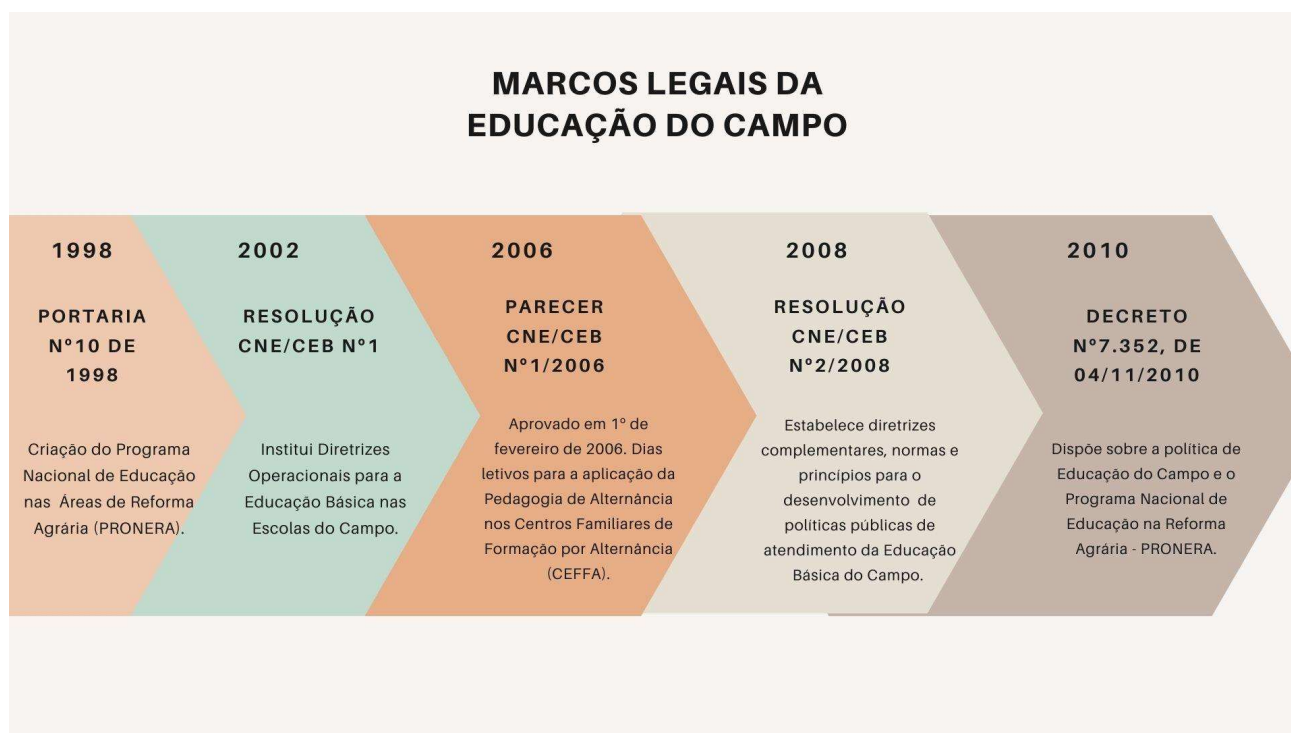 MARCOS LEGAIS DA
EDUCAÇÃO DO CAMPO
1998
PORTARIA
Nº10 DE
1998
Criação do Programa
Nacional de Educação
nas Áreas de Reforma
Agrária (PRONERA).
2002
RESOLUÇÃO
CNE/CEB Nº1
Institui Diretrizes
Operacionais para a
Educação Básica nas
Escolas do Campo.
2006
PARECER
CNE/CEB
Nº1/2006
Aprovado em 1º de
fevereiro de 2006. Dias
letivos para a aplicação da
Pedagogia de Alternância
nos Centros Familiares de
Formação por Alternância
(CEFFA).
2008
RESOLUÇÃO
CNE/CEB
Nº2/2008
Estabelece diretrizes
complementares, normas e
princípios para o
desenvolvimento de
políticas públicas de
atendimento da Educação
Básica do Campo.
2010
DECRETO
Nº7.352, DE
04/11/2010
Dispõe sobre a política de
Educação do Campo e o
Programa Nacional de
Educação na Reforma
Agrária - PRONERA.